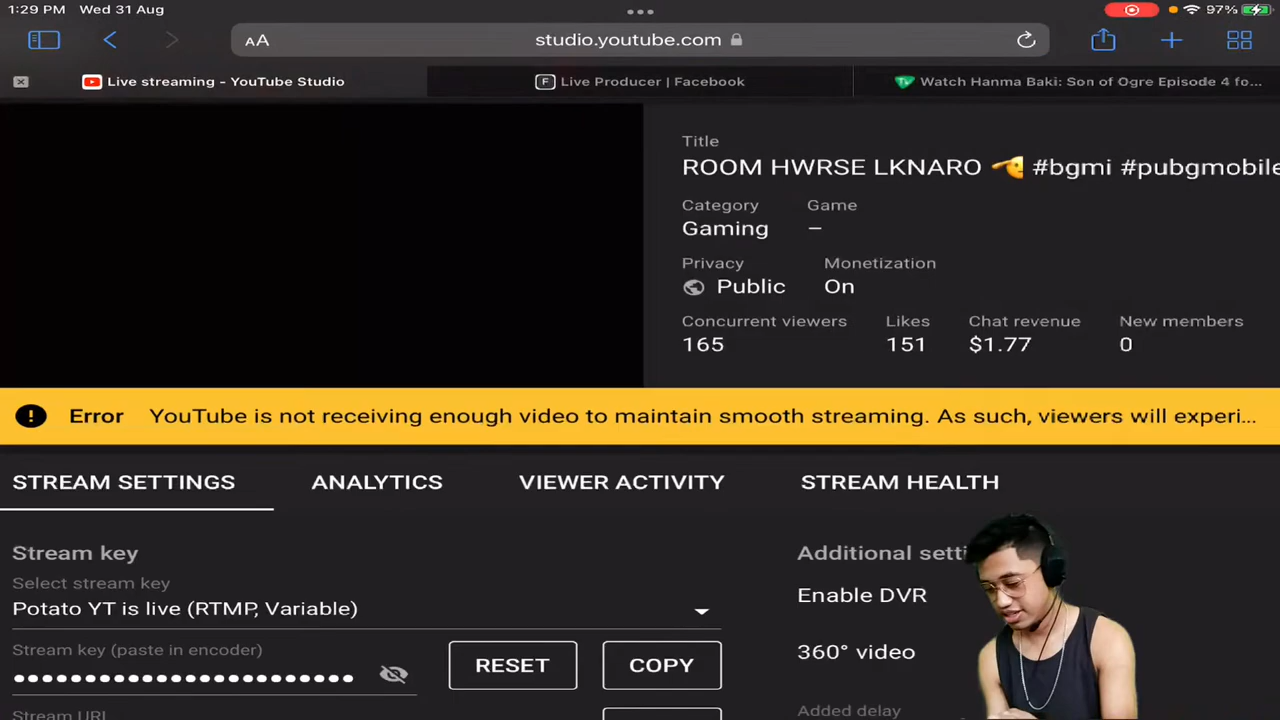 1:29 PM Wed 31 Aug
97%
AA studio.youtube.com
Live streaming - YouTube Studio
Live Producer | Facebook
Watch Hanma Baki: Son of Ogre Episode 4 fo...
Title
ROOM HWRSE LKNARO #bgmi #pubgmobile
Category Game
Gaming –
Privacy Monetization
Public On
Concurrent viewers Likes Chat revenue New members
165 151 $1.77 0
Error YouTube is not receiving enough video to maintain smooth streaming. As such, viewers will experi...
STREAM SETTINGS ANALYTICS VIEWER ACTIVITY STREAM HEALTH
Stream key
Select stream key
Potato YT is live (RTMP, Variable)
Stream key (paste in encoder)
RESET COPY
Stream URL
Additional setti
Enable DVR
360° video
Added delay